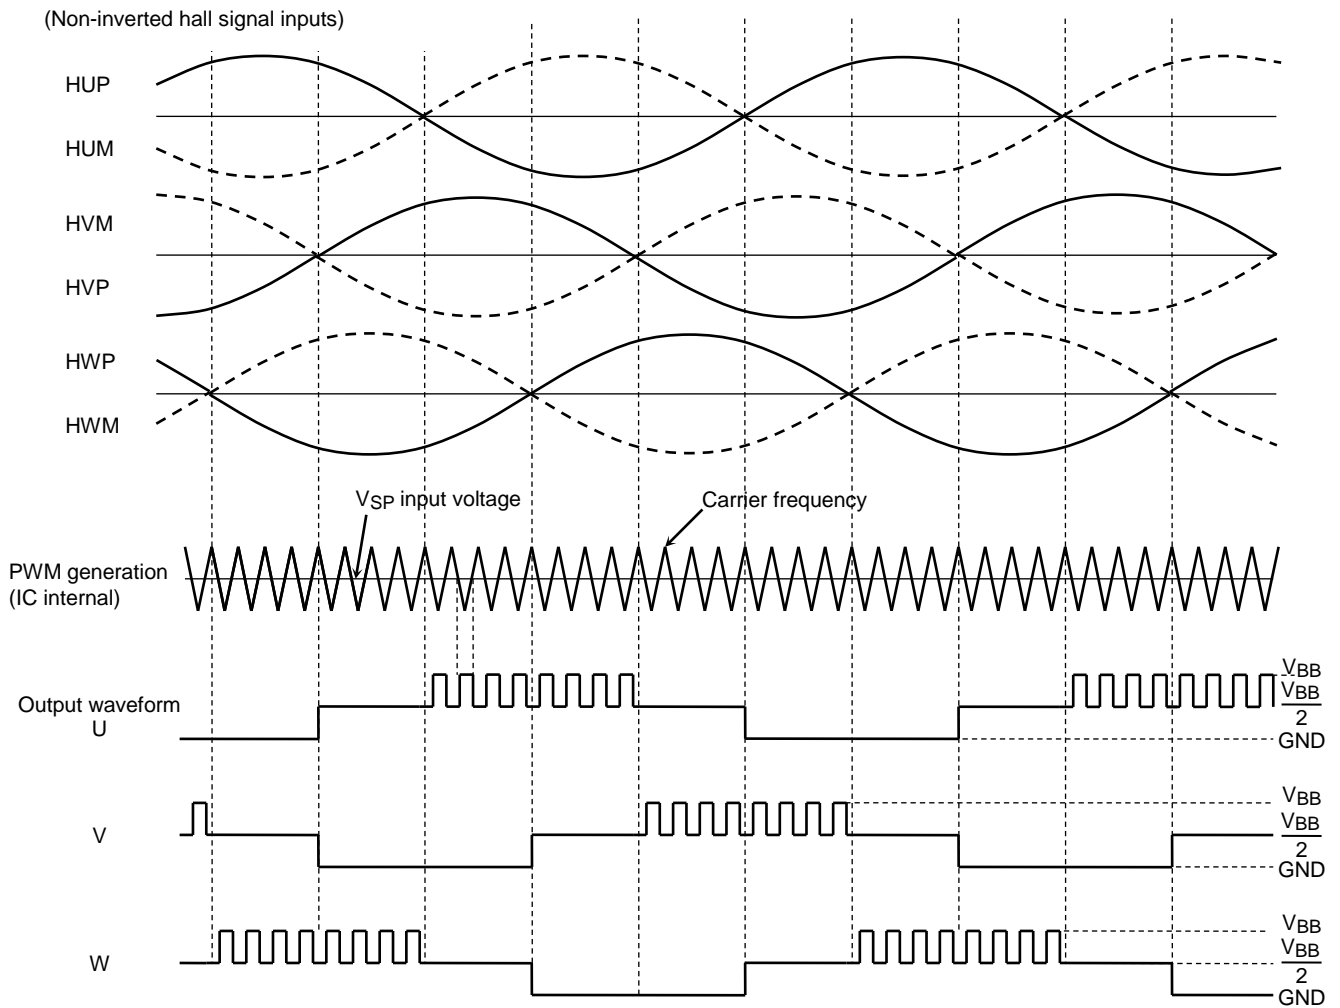 (Non-inverted hall signal inputs)
HUP
HUM
HVM
HVP
HWP
HWM
VSP input voltage
Carrier frequency
PWM generation
(IC internal)
Output waveform
U
VBB
VBB
2
GND
V
VBB
VBB
2
GND
W
VBB
VBB
2
GND